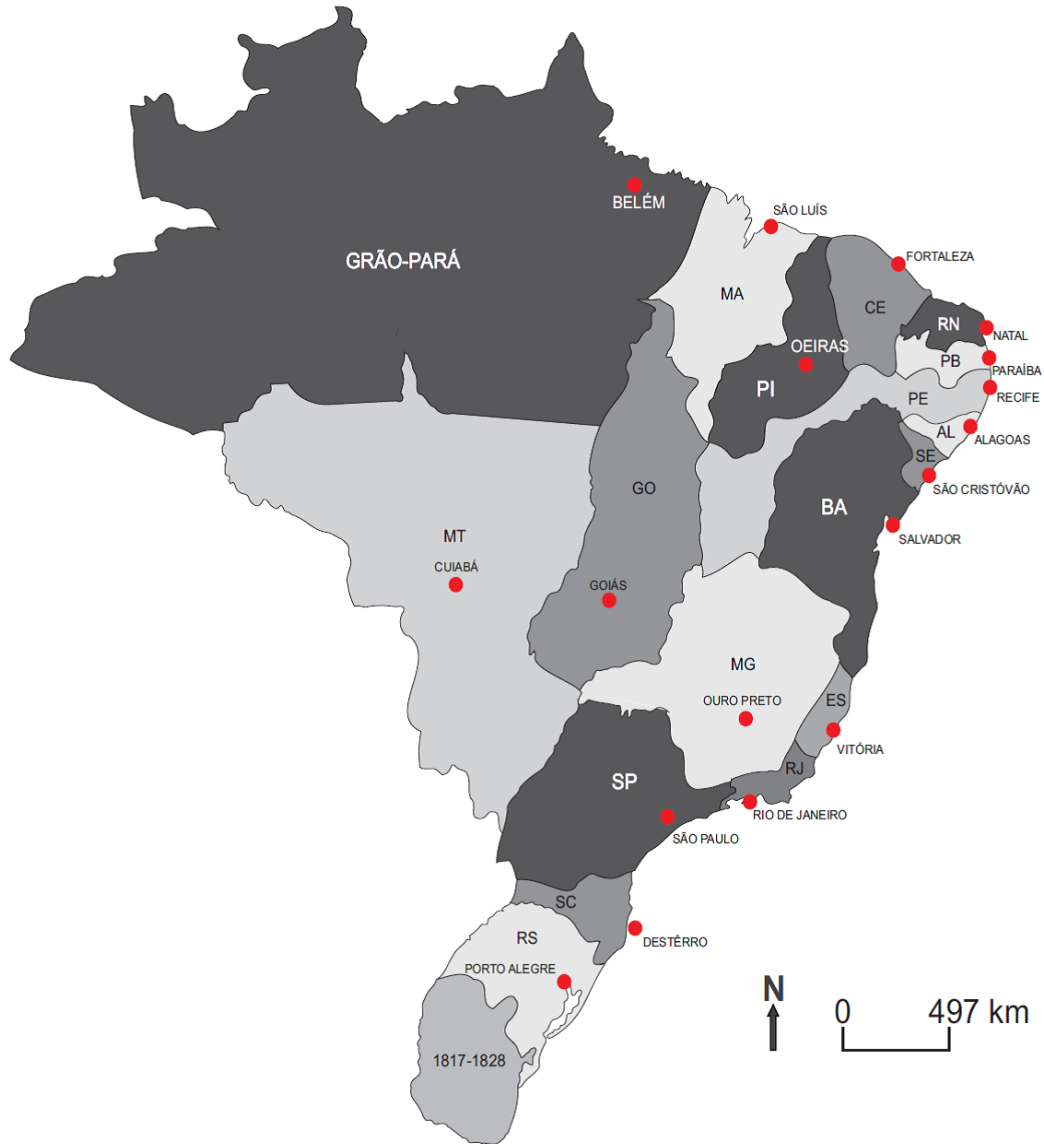 BELÉM
SÃO LUÍS
GRÃO-PARÁ
FORTALEZA
MA
CE
RN
NATAL
OEIRAS
PB
PARAÍBA
PI
RECIFE
PE
AL
ALAGOAS
SE
SÃO CRISTÓVÃO
GO
BA
MT
SALVADOR
CUIABÁ
GOIÁS
MG
OURO PRETO
ES
VITÓRIA
RJ
SP
RIO DE JANEIRO
SÃO PAULO
SC
RS
DESTÊRRO
PORTO ALEGRE
N
0 497 km
1817-1828